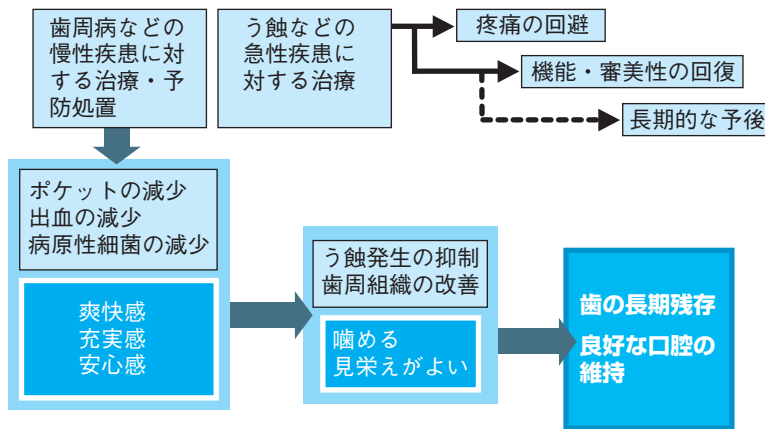 歯周病などの
慢性疾患に対
する治療・予
防処置
う蝕などの
急性疾患に
対する治療
疼痛の回避
機能・審美性の回復
長期的な予後
ポケットの減少
出血の減少
病原性細菌の減少
爽快感
充実感
安心感
う蝕発生の抑制
歯周組織の改善
噛める
見栄えがよい
歯の長期残存
良好な口腔の
維持